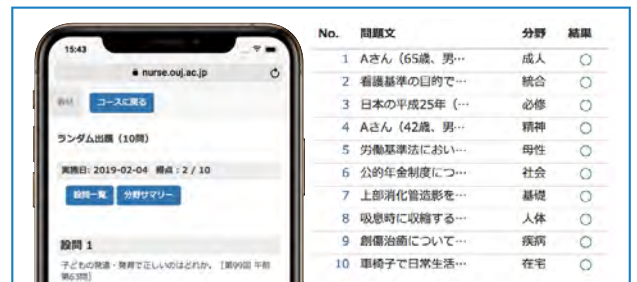 15:43
nurse.ouj.ac.jp
コースに戻る
ランダム出題（10問）
実施日: 2019-02-04 得点 : 2 / 10
設問一覧 分野サマリー
設問 1
子どもの発達・発育で正しいのはどれか。［第99回 午前
第63問］
No. 問題文 分野 結果
1 Aさん（65歳、男… 成人 ○
2 看護基準の目的で… 統合 ○
3 日本の平成25年（… 必修 ○
4 Aさん（42歳、男… 精神 ○
5 労働基準法におい… 母性 ○
6 公的年金制度につ… 社会 ○
7 上部消化管造影を… 基礎 ○
8 吸息時に収縮する… 人体 ○
9 創傷治癒について… 疾病 ○
10 車椅子で日常生活… 在宅 ○